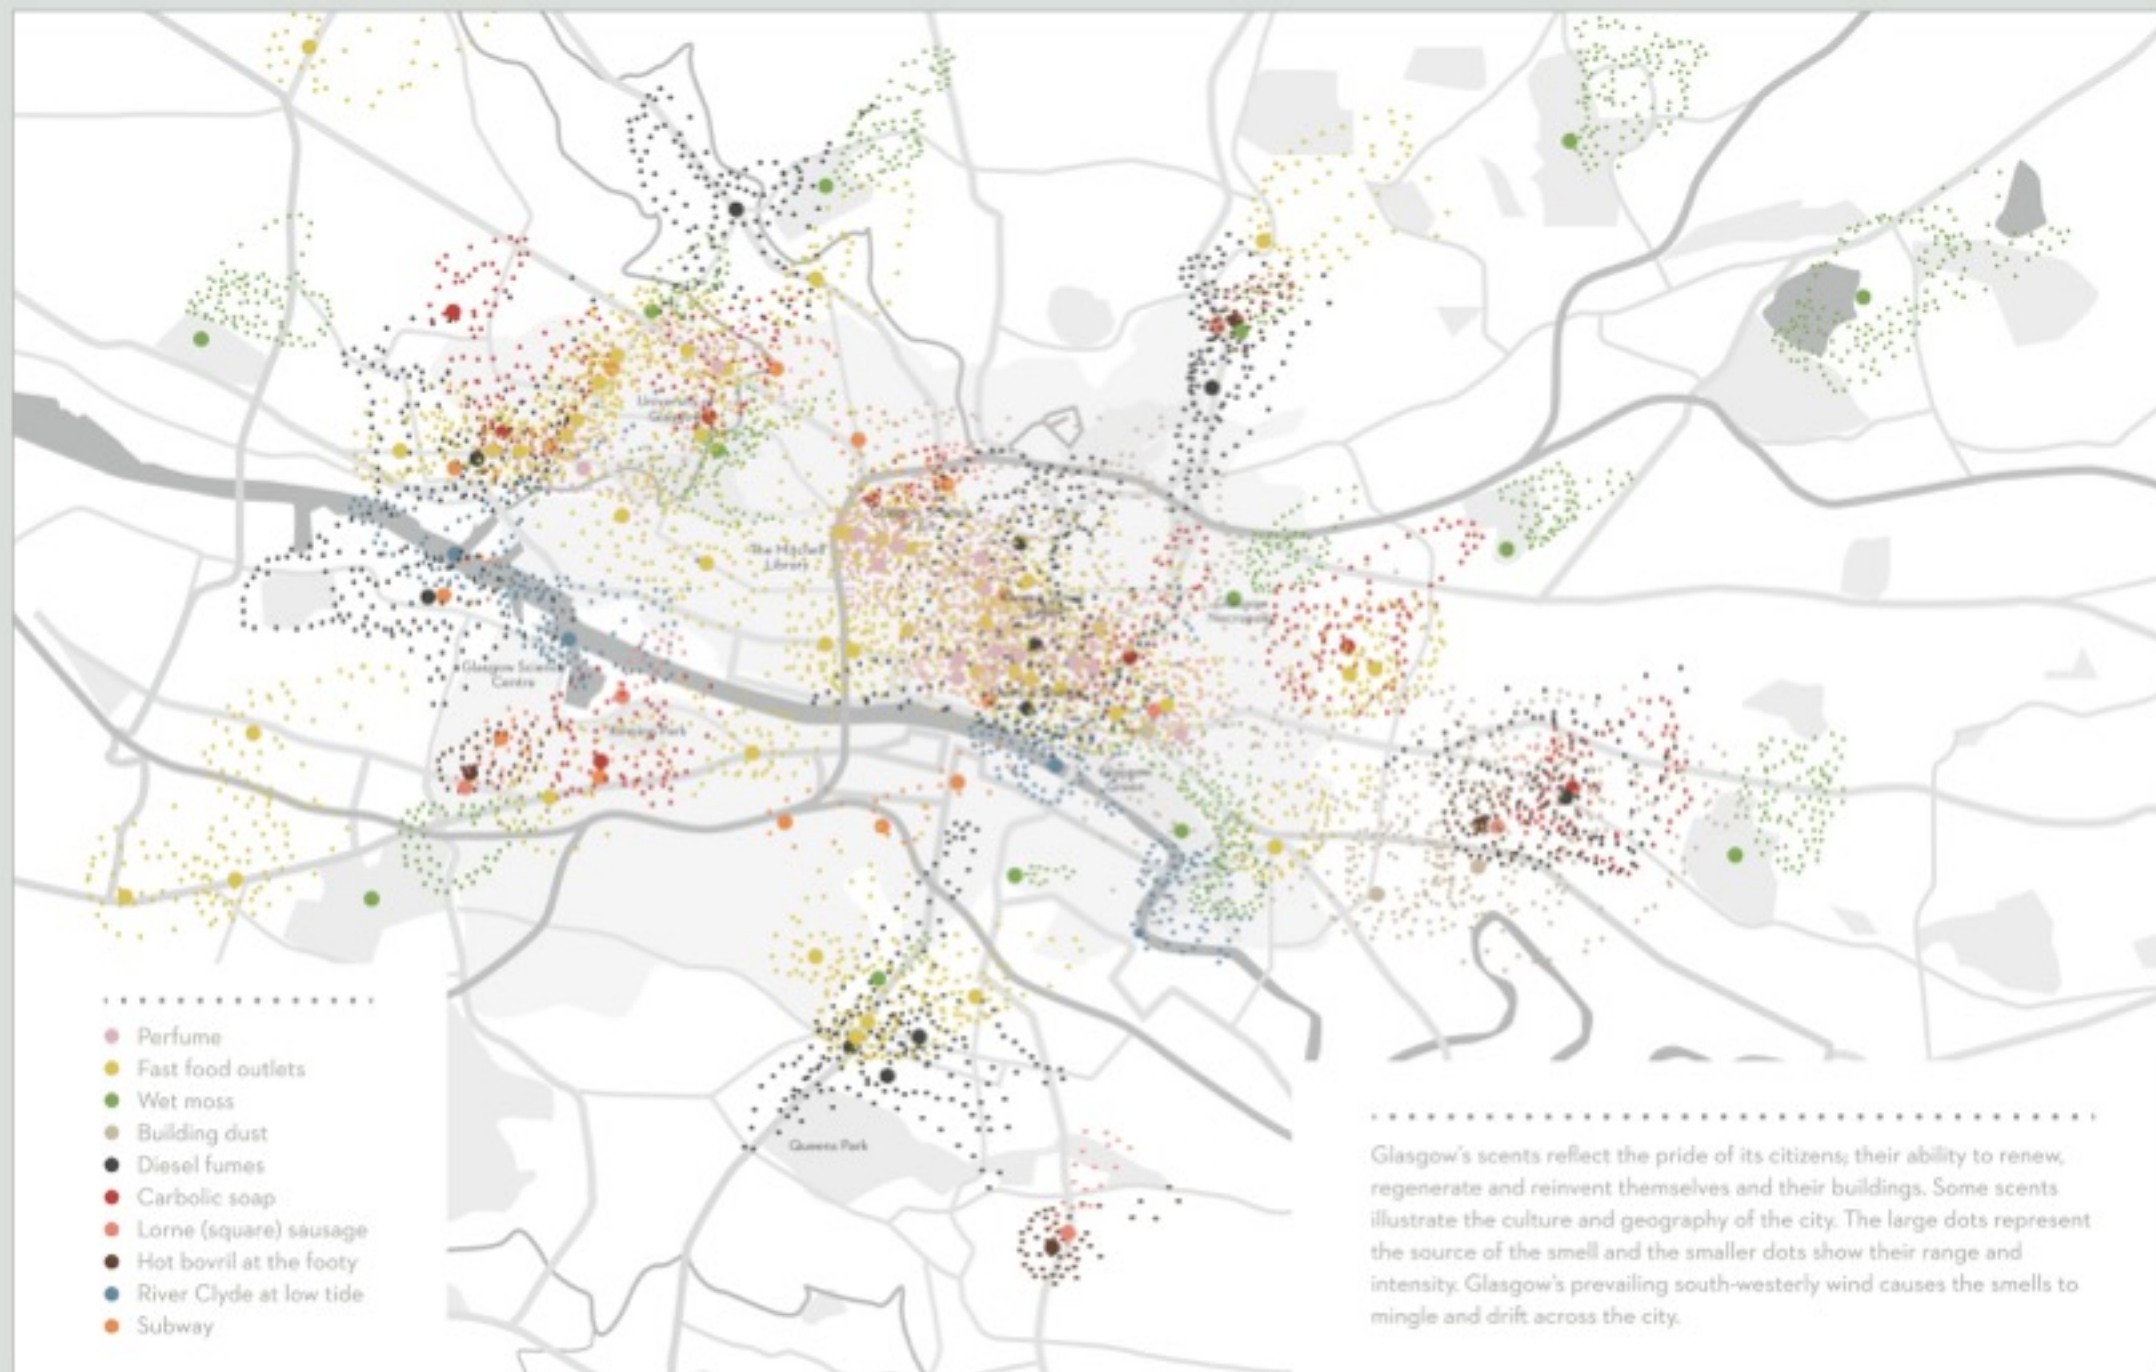 University
The Mitchell
Library
Glasgow Science
Centre
Queens Park
Perfume
Fast food outlets
Wet moss
Building dust
Diesel fumes
Carbolic soap
Lorne (square) sausage
Hot bovril at the footy
River Clyde at low tide
Subway
Glasgow's scents reflect the pride of its citizens; their ability to renew,
regenerate and reinvent themselves and their buildings. Some scents
illustrate the culture and geography of the city. The large dots represent
the source of the smell and the smaller dots show their range and
intensity. Glasgow's prevailing south-westerly wind causes the smells to
mingle and drift across the city.